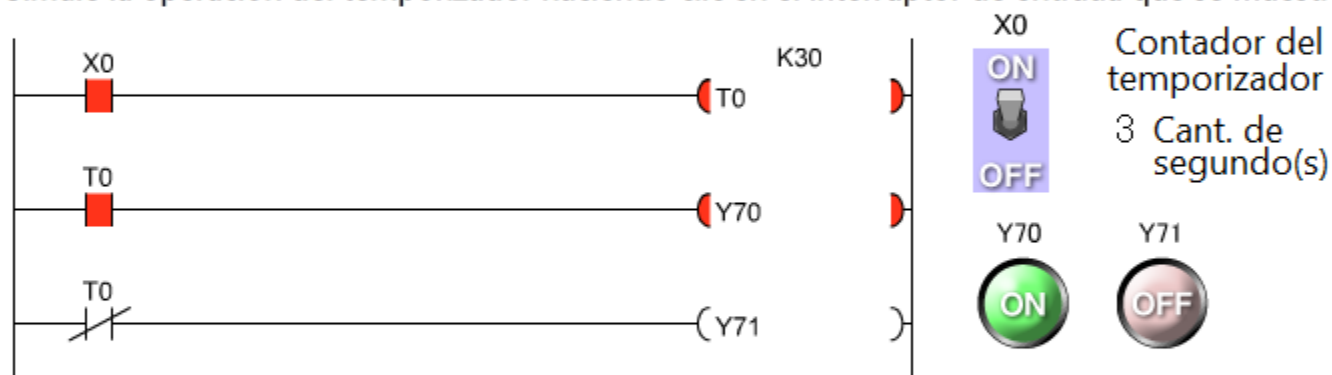 X0
K30
T0
T0
Y70
T0
Y71
X0
ON
OFF
Contador del
temporizador
3 Cant. de
segundo(s)
Y70
Y71
ON
OFF